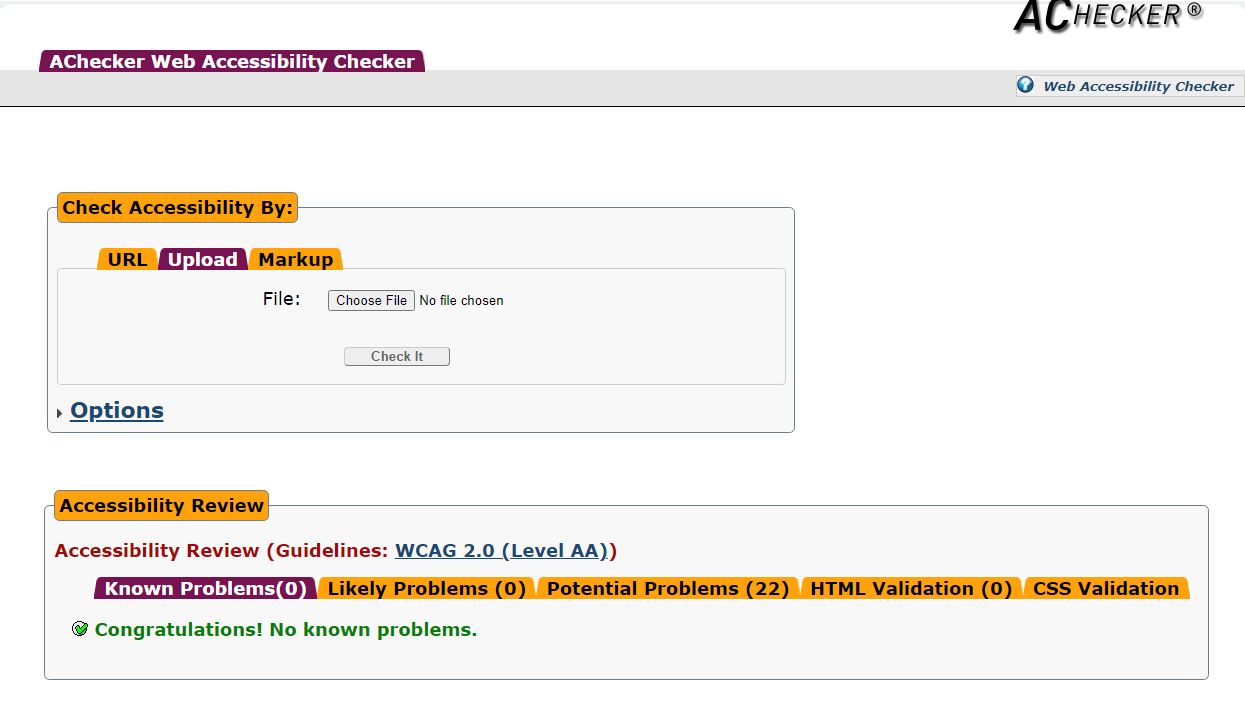 ACHECKER®
AChecker Web Accessibility Checker
Web Accessibility Checker
Check Accessibility By:
URL Upload Markup
File: Choose File No file chosen
Check It
Options
Accessibility Review
Accessibility Review (Guidelines: WCAG 2.0 (Level AA))
Known Problems(0) Likely Problems (0) Potential Problems (22) HTML Validation (0) CSS Validation
Congratulations! No known problems.